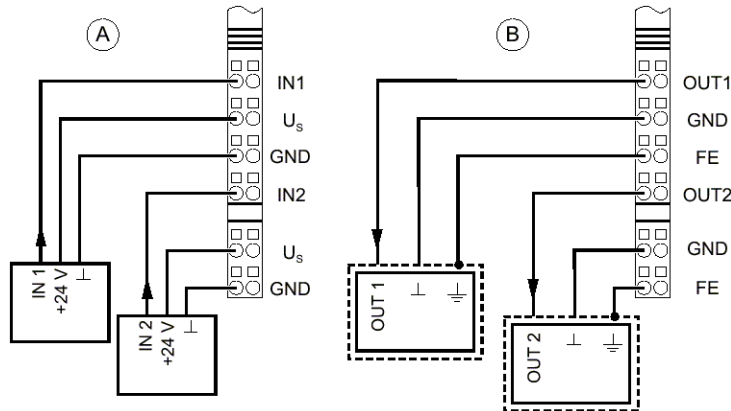 A
IN1
U_S
GND
IN2
U_S
GND
IN 1
+24 V
IN 2
+24 V
B
OUT1
GND
FE
OUT2
GND
FE
OUT 1
OUT 2